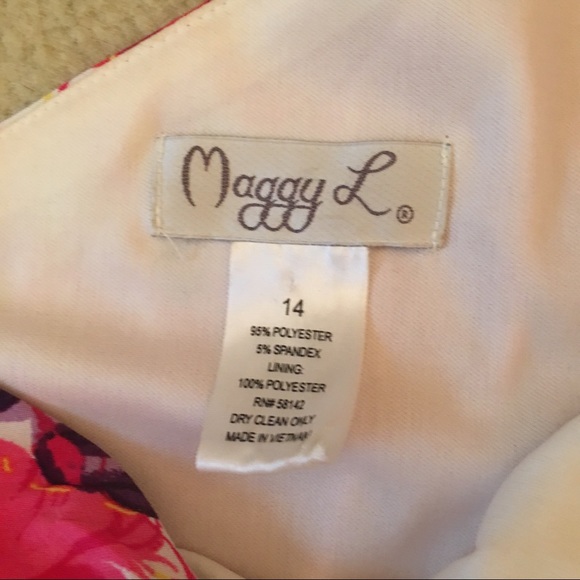 Maggy L ®
14
95% POLYESTER
5% SPANDEX
LINING:
100% POLYESTER
RN# 58142
DRY CLEAN ONLY
MADE IN VIETNAM